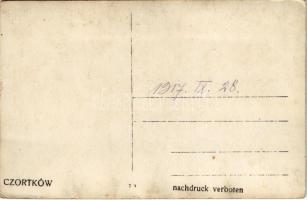 1917. IX. 28.
CZORTKÓW
nachdruck verboten